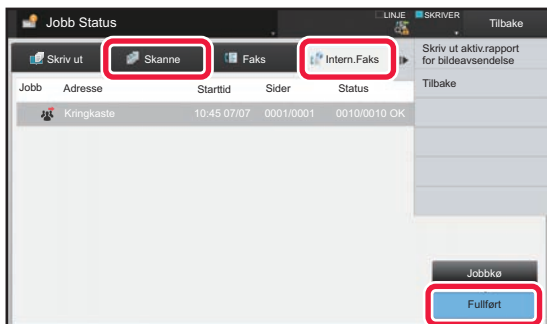 Jobb Status
LINJE
SKRIVER
Tilbake
Skriv ut
Skanne
Faks
Intern.Faks
Skriv ut aktiv.rapport
for bildeavsendelse
Tilbake
Jobb Adresse Starttid Sider Status
Kringkaste 10:45 07/07 0001/0001 0010/0010 OK
Jobbkø
Fullført